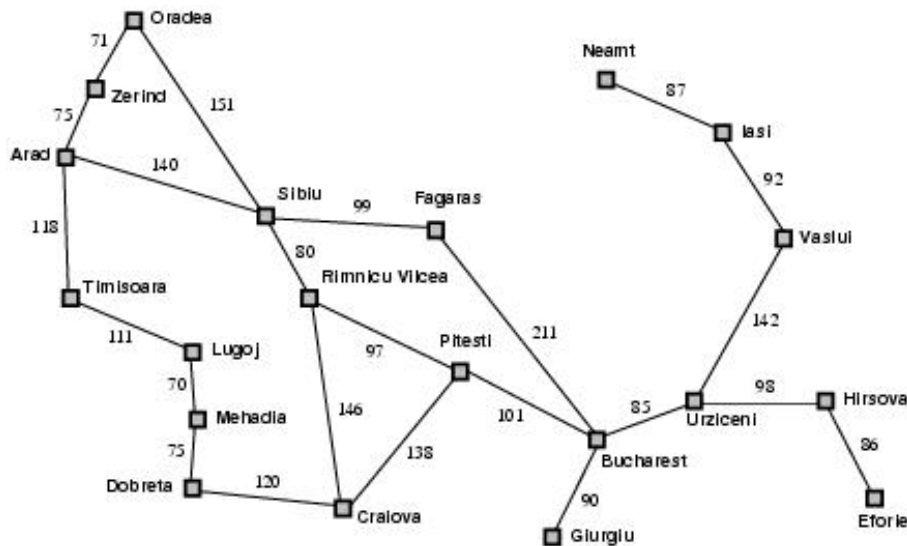 Oradea
71
Neamt
87
Zerind
151
75
Iasi
Arad
140
92
Sibiu
99
Fagaras
118
Vaslui
80
Timisoara
Rimnicu Vilcea
142
111
Lugoj
97
Pitesti
211
70
98
Hirsova
146
101
85
Urziceni
Mehadia
138
86
75
Bucharest
120
Dobreta
90
Craiova
Eforie
Giurgiu